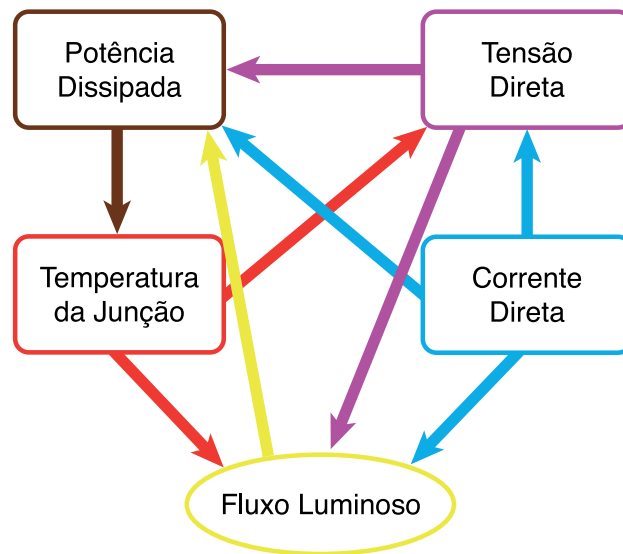 Potência
Dissipada
Tensão
Direta
Temperatura
da Junção
Corrente
Direta
Fluxo Luminoso